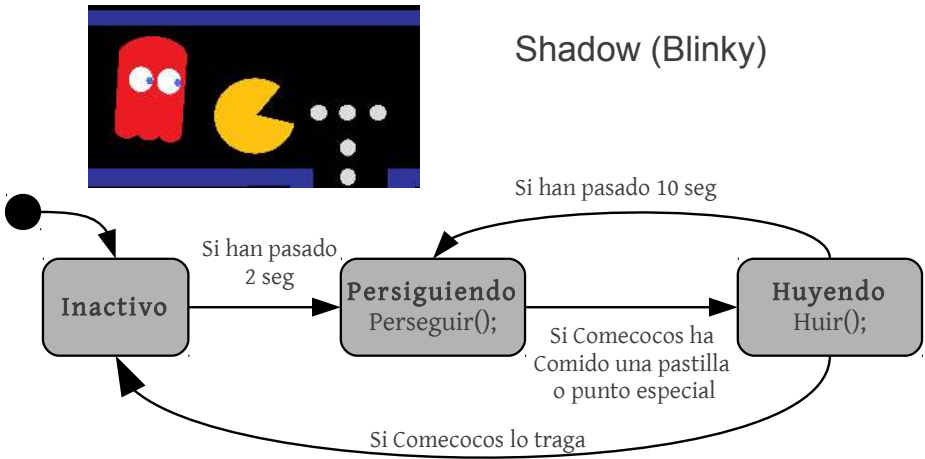 Shadow (Blinky)
Si han pasado 10 seg
Si han pasado
2 seg
Inactivo
Persiguiendo
Perseguir();
Huyendo
Huir();
Si Comecocos ha
Comido una pastilla
o punto especial
Si Comecocos lo traga